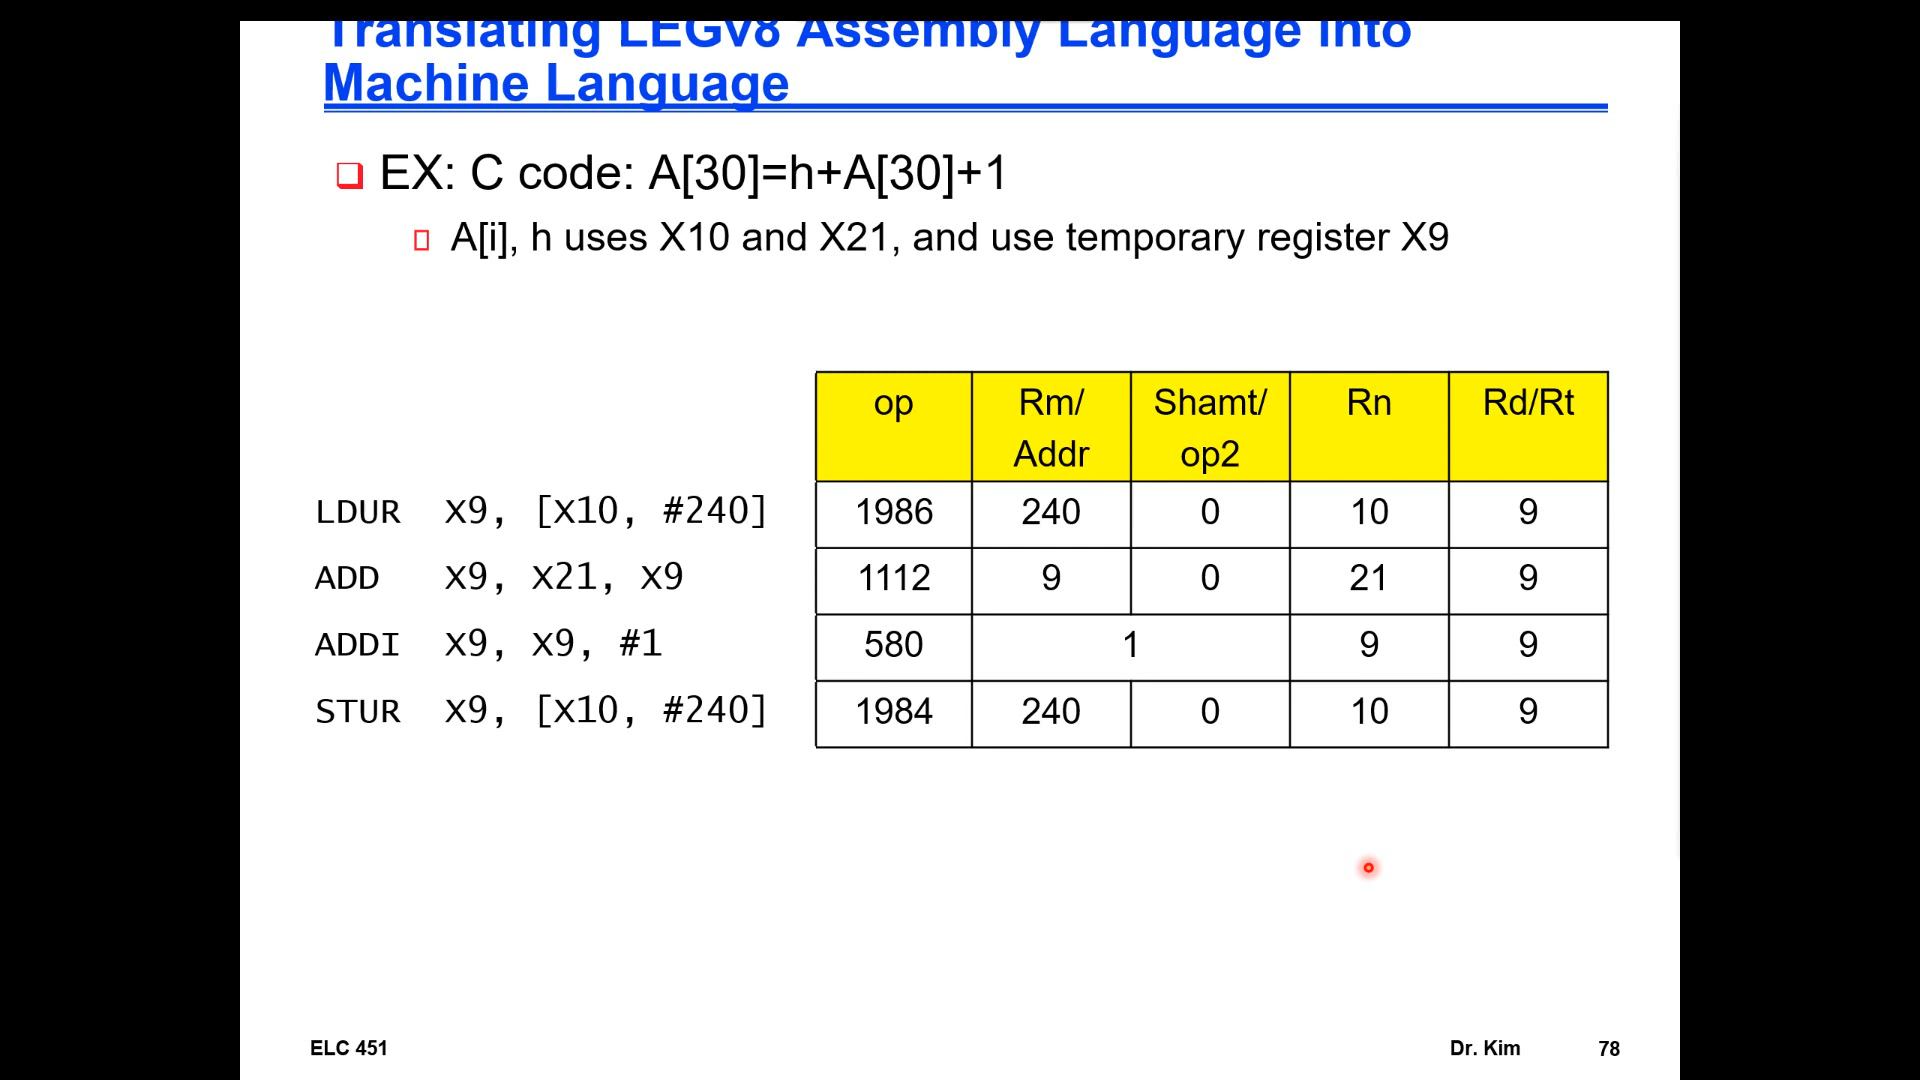 Translating LEGv8 Assembly Language into
Machine Language
EX: C code: A[30]=h+A[30]+1
A[i], h uses X10 and X21, and use temporary register X9
op Rm/ Shamt/ Rn Rd/Rt
Addr op2
LDUR X9, [X10, #240] 1986 240 0 10 9
ADD X9, X21, X9 1112 9 0 21 9
ADDI X9, X9, #1 580 1 9 9
STUR X9, [X10, #240] 1984 240 0 10 9
ELC 451 Dr. Kim 78